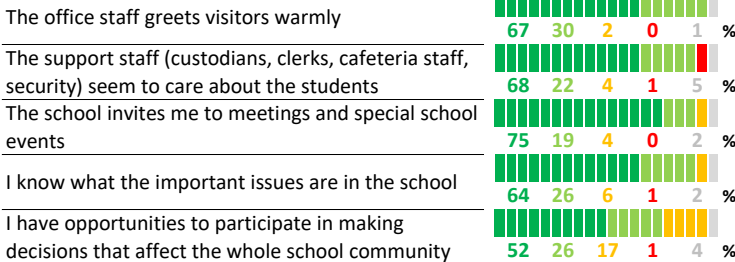 The office staff greets visitors warmly
67 30 2 0 1 %
The support staff (custodians, clerks, cafeteria staff,
security) seem to care about the students
68 22 4 1 5 %
The school invites me to meetings and special school
events
75 19 4 0 2 %
I know what the important issues are in the school
64 26 6 1 2 %
I have opportunities to participate in making
decisions that affect the whole school community
52 26 17 1 4 %